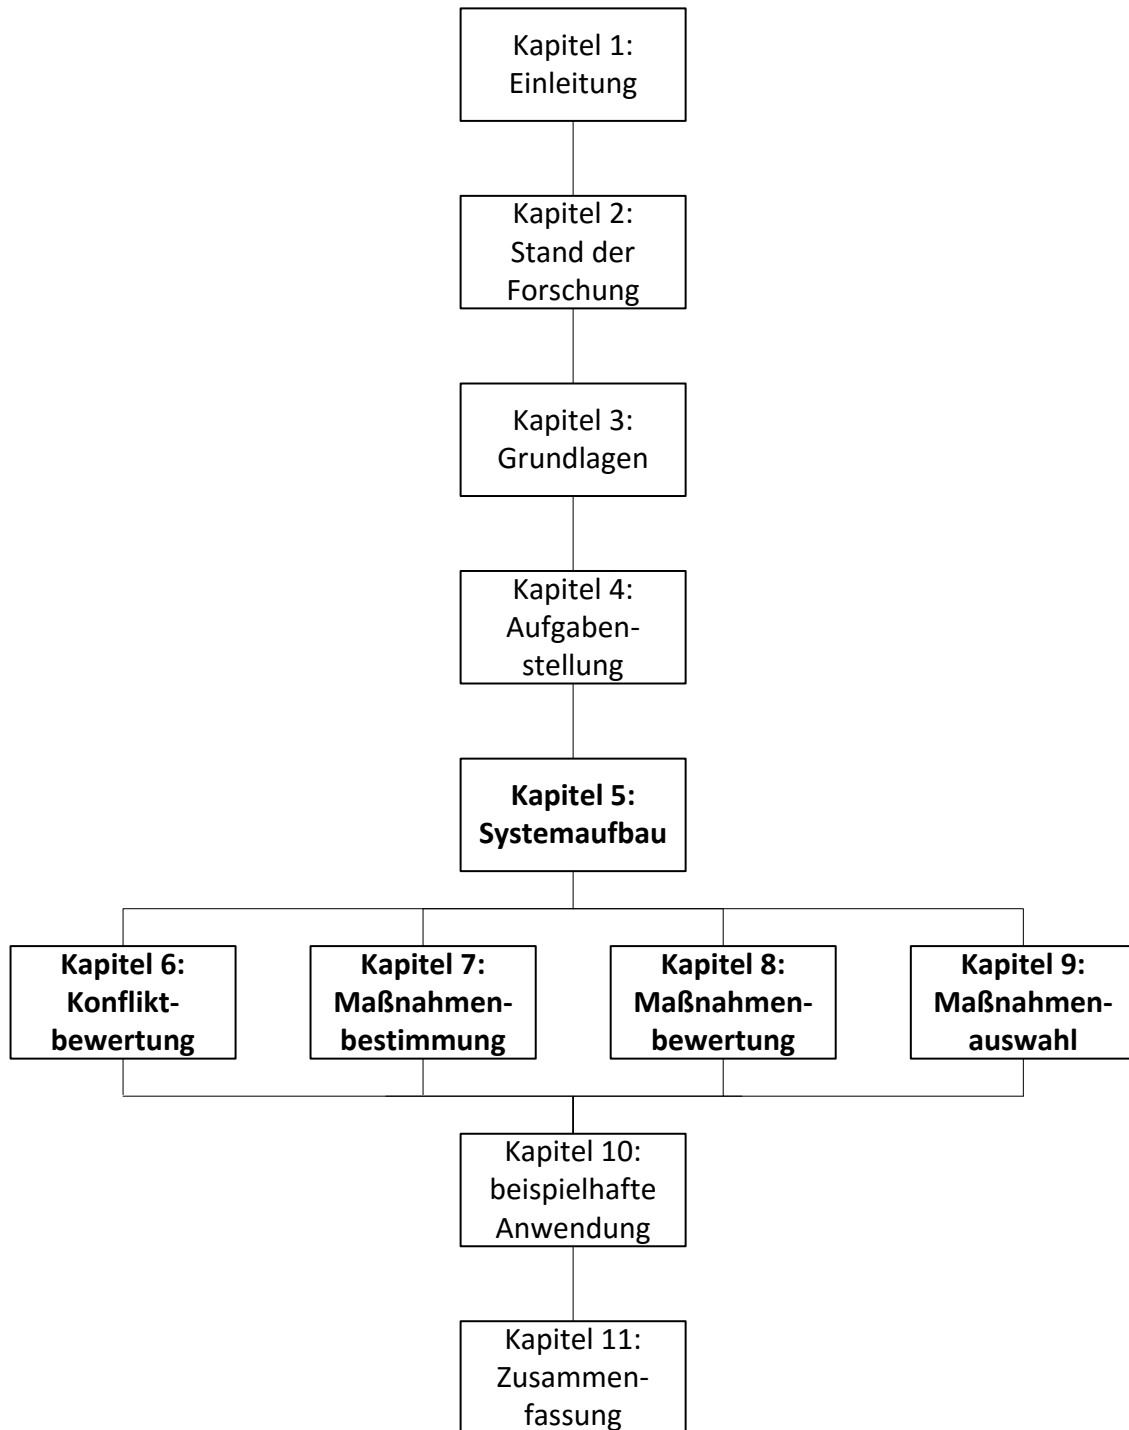 Kapitel 1:
Einleitung
Kapitel 2:
Stand der
Forschung
Kapitel 3:
Grundlagen
Kapitel 4:
Aufgaben-
stellung
Kapitel 5:
Systemaufbau
Kapitel 6:
Konflikt-
bewertung
Kapitel 7:
Maßnahmen-
bestimmung
Kapitel 8:
Maßnahmen-
bewertung
Kapitel 9:
Maßnahmen-
auswahl
Kapitel 10:
beispielhafte
Anwendung
Kapitel 11:
Zusammen-
fassung